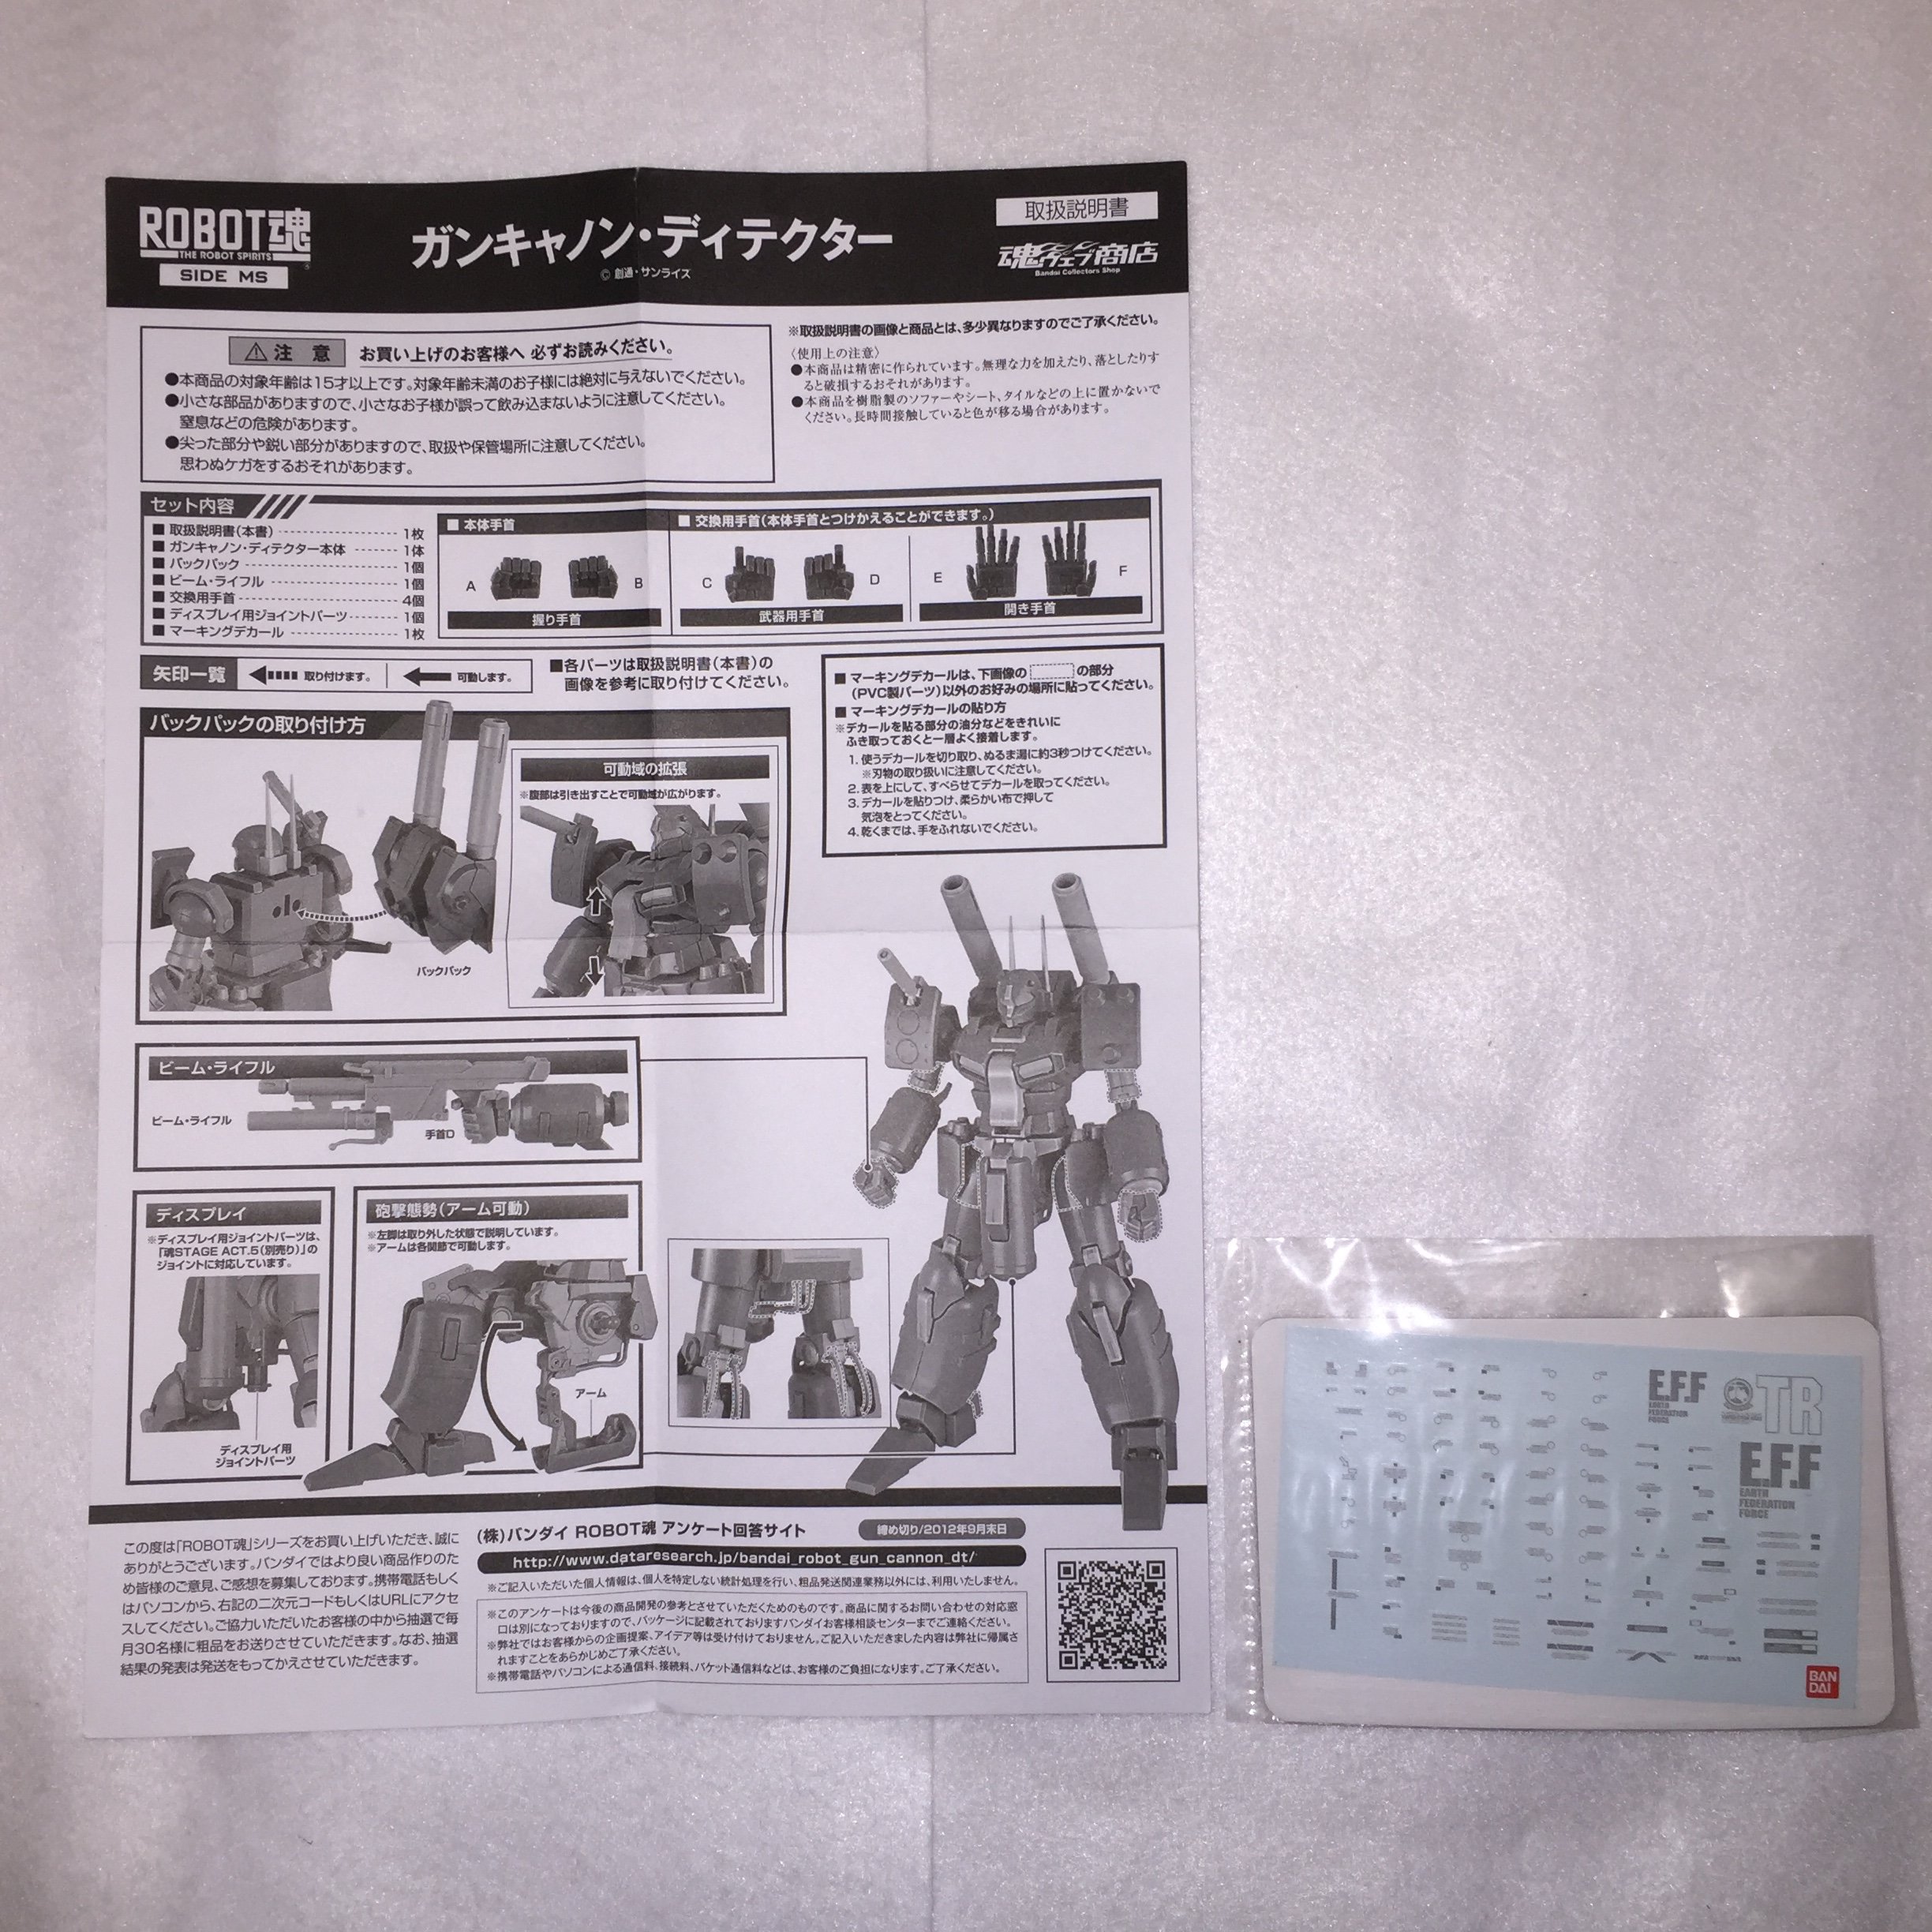 ROBOT魂
THE ROBOT SPIRITS
SIDE MS
ガンキャノン・ディテクター
© 創通・サンライズ
取扱説明書
魂ウェブ商店
Bandai Collectors Shop
⚠注 意 お買い上げのお客様へ 必ずお読みください。
●本商品の対象年齢は15才以上です。対象年齢未満のお子様には絶対に与えないでください。
●小さな部品がありますので、小さなお子様が誤って飲み込まないように注意してください。
窒息などの危険があります。
●尖った部分や鋭い部分がありますので、取扱や保管場所に注意してください。
思わぬケガをするおそれがあります。
※取扱説明書の画像と商品とは、多少異なりますのでご了承ください。
〈使用上の注意〉
●本商品は精密に作られています。無理な力を加えたり、落としたりす
ると破損するおそれがあります。
●本商品を樹脂製のソファーやシート、タイルなどの上に置かないで
ください。長時間接触していると色が移る場合があります。
セット内容
■ 取扱説明書(本書) 1枚
■ ガンキャノン・ディテクター本体 1体
■ バックパック 1個
■ ビーム・ライフル 1個
■ 交換用手首 4個
■ ディスプレイ用ジョイントパーツ 1個
■ マーキングデカール 1枚
■ 本体手首
A
B
握り手首
■ 交換用手首(本体手首とつけかえることができます。)
C
D
武器用手首
E
F
開き手首
矢印一覧
取り付けます。
可動します。
■各パーツは取扱説明書(本書)の
画像を参考に取り付けてください。
■ マーキングデカールは、下画像の の部分
(PVC製パーツ)以外のお好みの場所に貼ってください。
■ マーキングデカールの貼り方
※デカールを貼る部分の油分などをきれいに
ふき取っておくと一層よく接着します。
1. 使うデカールを切り取り、ぬるま湯に約3秒つけてください。
※刃物の取り扱いに注意してください。
2. 表を上にして、すべらせてデカールを取ってください。
3. デカールを貼りつけ、柔らかい布で押して
気泡をとってください。
4. 乾くまでは、手をふれないでください。
バックパックの取り付け方
バックパック
可動域の拡張
※腹部は引き出すことで可動域が広がります。
ビーム・ライフル
ビーム・ライフル
手首D
ディスプレイ
※ディスプレイ用ジョイントパーツは、
「魂STAGE ACT.5(別売り)」の
ジョイントに対応しています。
ディスプレイ用
ジョイントパーツ
砲撃態勢(アーム可動)
※左脚は取り外した状態で説明しています。
※アームは各関節で可動します。
アーム
この度は「ROBOT魂」シリーズをお買い上げいただき、誠に
ありがとうございます。バンダイではより良い商品作りのた
め皆様のご意見、ご感想を募集しております。携帯電話もしく
はパソコンから、右記の二次元コードもしくはURLにアクセ
スしてください。ご協力いただいたお客様の中から抽選で毎
月30名様に粗品をお送りさせていただきます。なお、抽選
結果の発表は発送をもってかえさせていただきます。
(株)バンダイ ROBOT魂 アンケート回答サイト
締め切り/2012年9月末日
http://www.dataresearch.jp/bandai_robot_gun_cannon_dt/
※ご記入いただいた個人情報は、個人を特定しない統計処理を行い、粗品発送関連業務以外には、利用いたしません。
※このアンケートは今後の商品開発の参考とさせていただくためのものです。商品に関するお問い合わせの対応窓
口は別になっておりますので、パッケージに記載されておりますバンダイお客様相談センターまでご連絡ください。
※弊社ではお客様からの企画提案、アイデア等は受け付けておりません。ご記入いただきました内容は弊社に帰属さ
れますことをあらかじめご了承ください。
※携帯電話やパソコンによる通信料、接続料、パケット通信料などは、お客様のご負担になります。ご了承ください。
E.F.F
EARTH
FEDERATION
FORCE
TR
E.F.F
EARTH
FEDERATION
FORCE
BAN
DAI